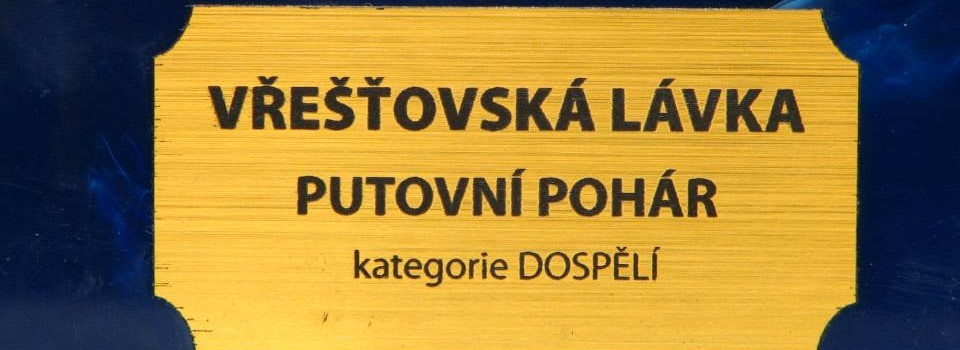 VŘEŠŤOVSKÁ LÁVKA
PUTOVNÍ POHÁR
kategorie DOSPĚLÍ